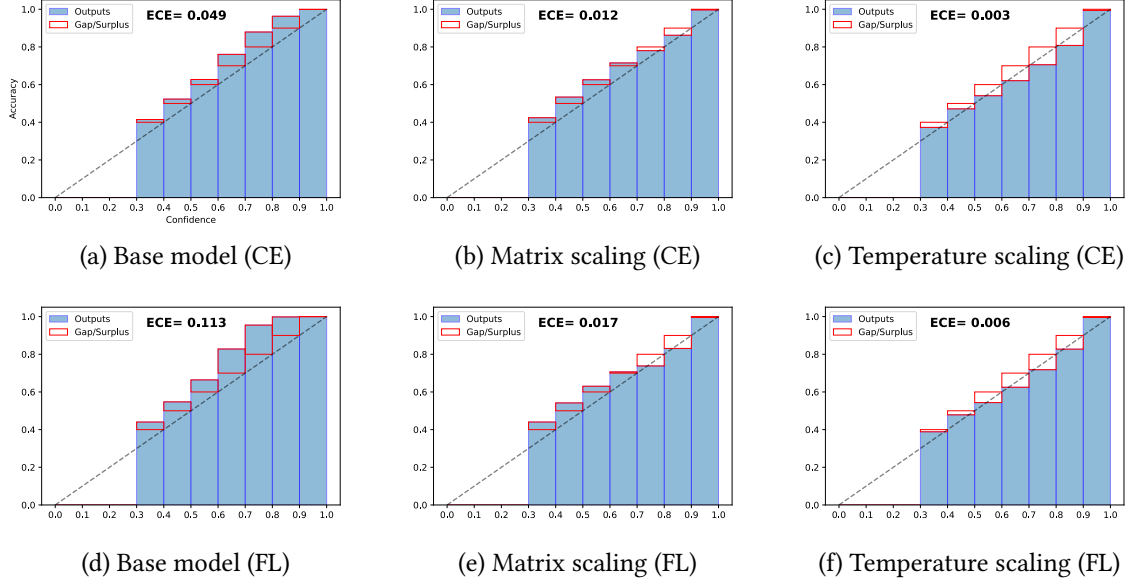 Outputs
Gap/Surplus
ECE= 0.049
Accuracy
1.0
0.8
0.6
0.4
0.2
0.0
0.0 0.1 0.2 0.3 0.4 0.5 0.6 0.7 0.8 0.9 1.0
Confidence
(a) Base model (CE)
Outputs
Gap/Surplus
ECE= 0.012
1.0
0.8
0.6
0.4
0.2
0.0
0.0 0.1 0.2 0.3 0.4 0.5 0.6 0.7 0.8 0.9 1.0
(b) Matrix scaling (CE)
Outputs
Gap/Surplus
ECE= 0.003
1.0
0.8
0.6
0.4
0.2
0.0
0.0 0.1 0.2 0.3 0.4 0.5 0.6 0.7 0.8 0.9 1.0
(c) Temperature scaling (CE)
Outputs
Gap/Surplus
ECE= 0.113
1.0
0.8
0.6
0.4
0.2
0.0
0.0 0.1 0.2 0.3 0.4 0.5 0.6 0.7 0.8 0.9 1.0
(d) Base model (FL)
Outputs
Gap/Surplus
ECE= 0.017
1.0
0.8
0.6
0.4
0.2
0.0
0.0 0.1 0.2 0.3 0.4 0.5 0.6 0.7 0.8 0.9 1.0
(e) Matrix scaling (FL)
Outputs
Gap/Surplus
ECE= 0.006
1.0
0.8
0.6
0.4
0.2
0.0
0.0 0.1 0.2 0.3 0.4 0.5 0.6 0.7 0.8 0.9 1.0
(f) Temperature scaling (FL)